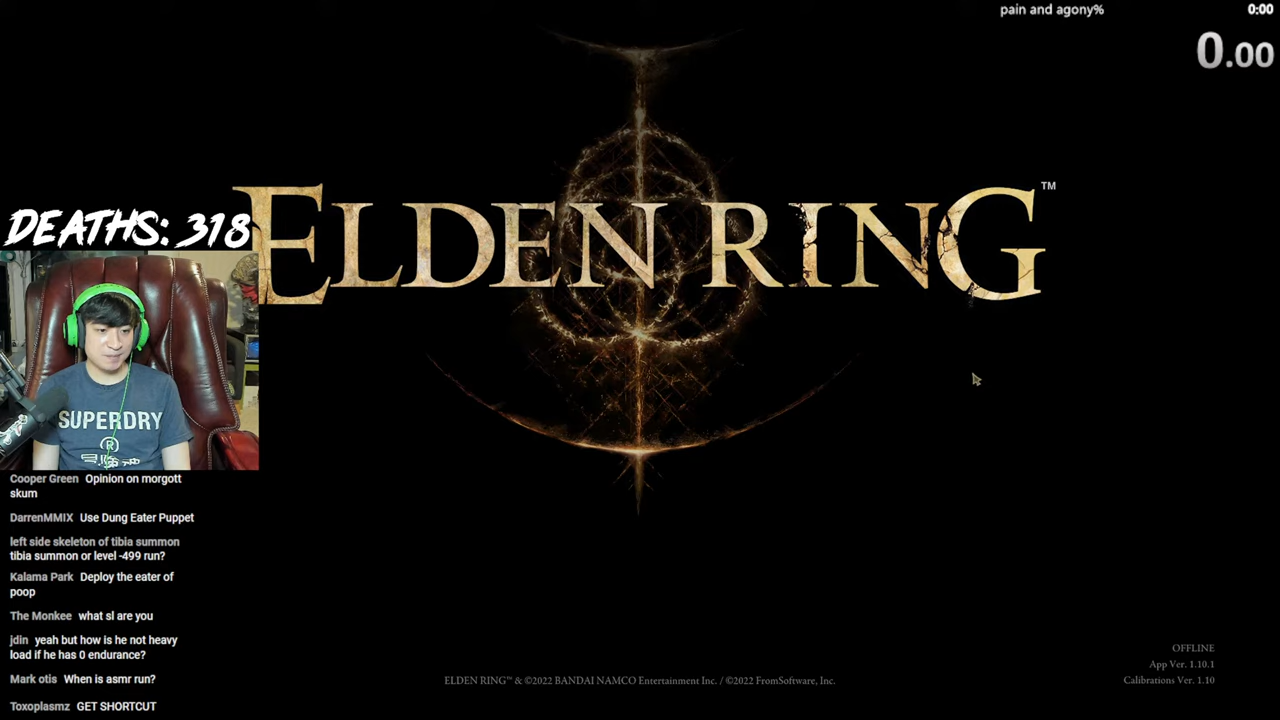 pain and agony%
0:00
0.00
ELDEN RING™
DEATHS: 318
SUPERDRY
®
Cooper Green Opinion on morgott
skum
DarrenMMIX Use Dung Eater Puppet
left side skeleton of tibia summon
tibia summon or level -499 run?
Kalama Park Deploy the eater of
poop
The Monkee what sl are you
jdin yeah but how is he not heavy
load if he has 0 endurance?
Mark otis When is asmr run?
Toxoplasmz GET SHORTCUT
OFFLINE
App Ver. 1.10.1
Calibrations Ver. 1.10
ELDEN RING™ & ©2022 BANDAI NAMCO Entertainment Inc. / ©2022 FromSoftware, Inc.